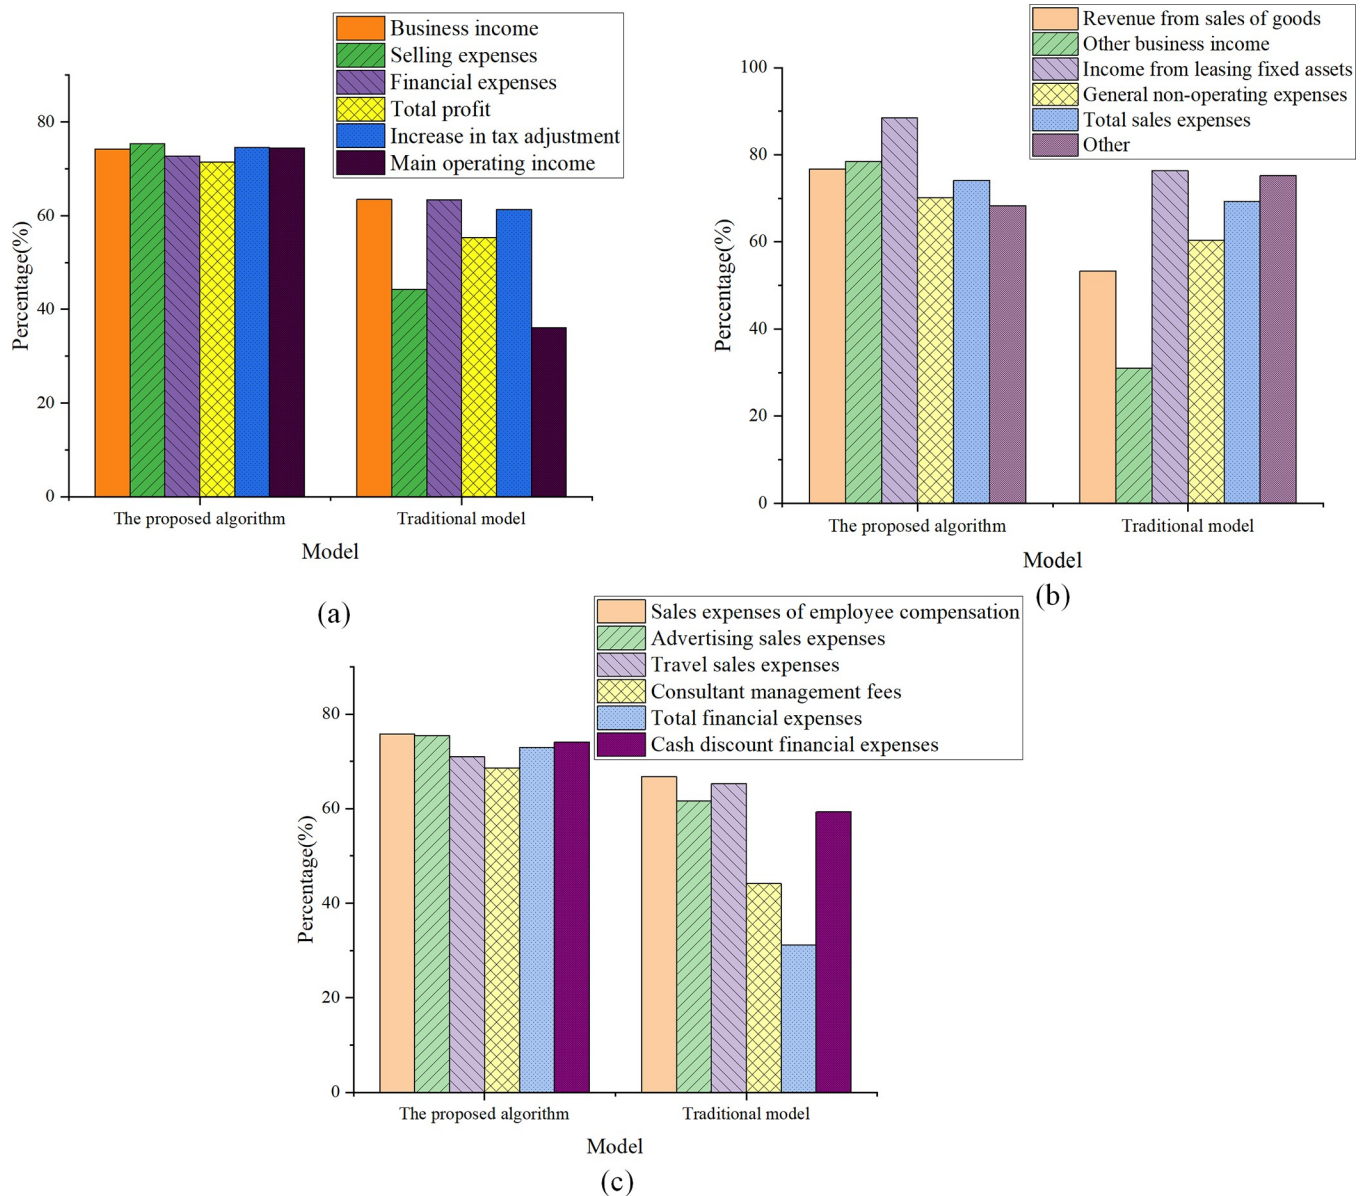 Business income
Selling expenses
Financial expenses
Total profit
Increase in tax adjustment
Main operating income
80
60
40
20
0
Percentage(%)
The proposed algorithm
Traditional model
Model
(a)
Revenue from sales of goods
Other business income
Income from leasing fixed assets
General non-operating expenses
Total sales expenses
Other
100
80
60
40
20
0
Percentage(%)
The proposed algorithm
Traditional model
Model
(b)
Sales expenses of employee compensation
Advertising sales expenses
Travel sales expenses
Consultant management fees
Total financial expenses
Cash discount financial expenses
80
60
40
20
0
Percentage(%)
The proposed algorithm
Traditional model
Model
(c)